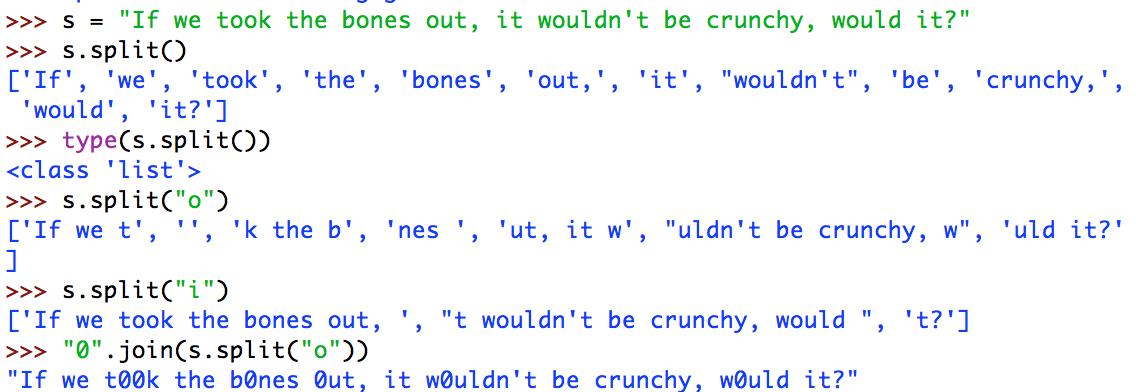 >>> s = "If we took the bones out, it wouldn't be crunchy, would it?"
>>> s.split()
['If', 'we', 'took', 'the', 'bones', 'out,', 'it', "wouldn't", 'be', 'crunchy,',
 'would', 'it?']
>>> type(s.split())
<class 'list'>
>>> s.split("o")
['If we t', '', 'k the b', 'nes ', 'ut, it w', "uldn't be crunchy, w", 'uld it?'
]
>>> s.split("i")
['If we took the bones out, ', "t wouldn't be crunchy, would ", 't?']
>>> "0".join(s.split("o"))
"If we t00k the b0nes 0ut, it w0uldn't be crunchy, w0uld it?"